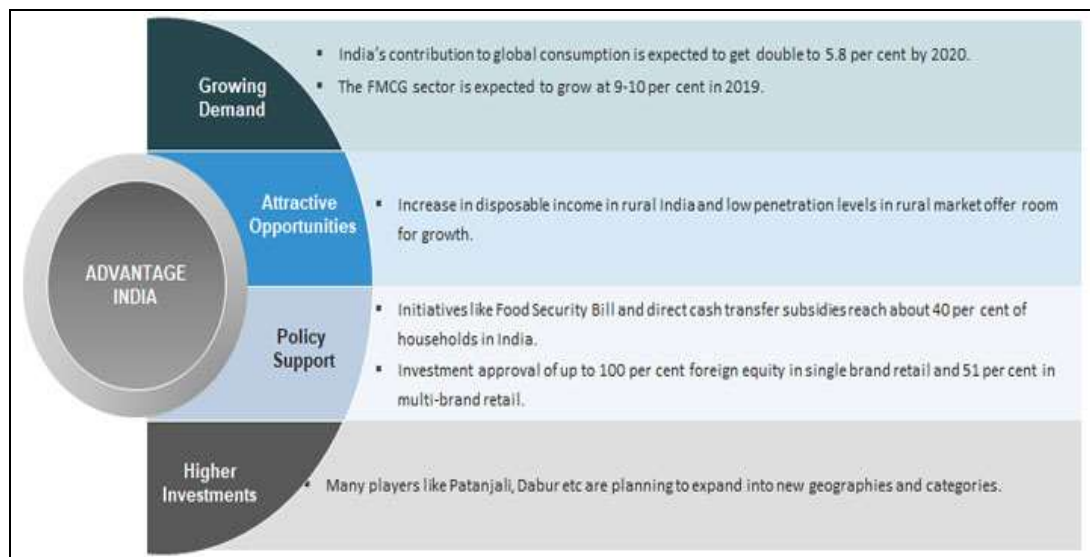 Growing
Demand
▪ India's contribution to global consumption is expected to get double to 5.8 per cent by 2020.
▪ The FMCG sector is expected to grow at 9-10 per cent in 2019.
ADVANTAGE
INDIA
Attractive
Opportunities
▪ Increase in disposable income in rural India and low penetration levels in rural market offer room
for growth.
Policy
Support
▪ Initiatives like Food Security Bill and direct cash transfer subsidies reach about 40 per cent of
households in India.
▪ Investment approval of up to 100 per cent foreign equity in single brand retail and 51 per cent in
multi-brand retail.
Higher
Investments
▪ Many players like Patanjali, Dabur etc are planning to expand into new geographies and categories.